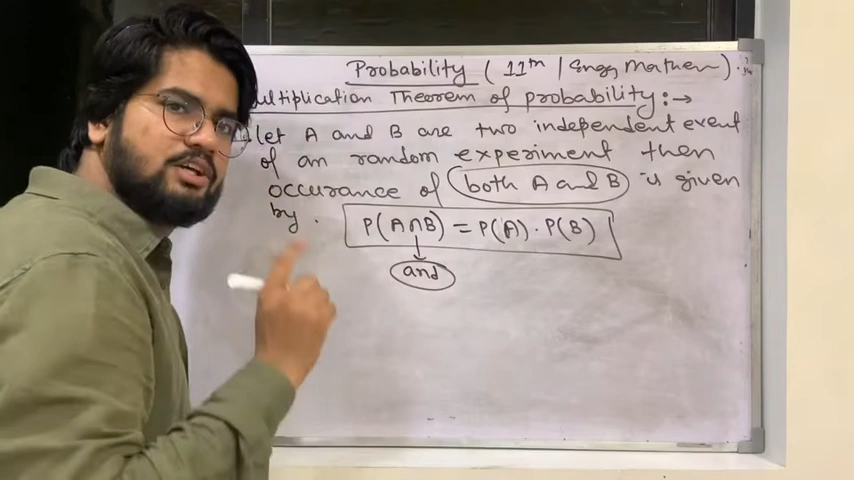 Probability ( 11th | Engg Mathem ) .
ultiplication Theorem of probability : →
let A and B are two independent event
of an random experiment then
occurance of both A and B is given
by . P(A∩B) = P(A) · P(B)
and